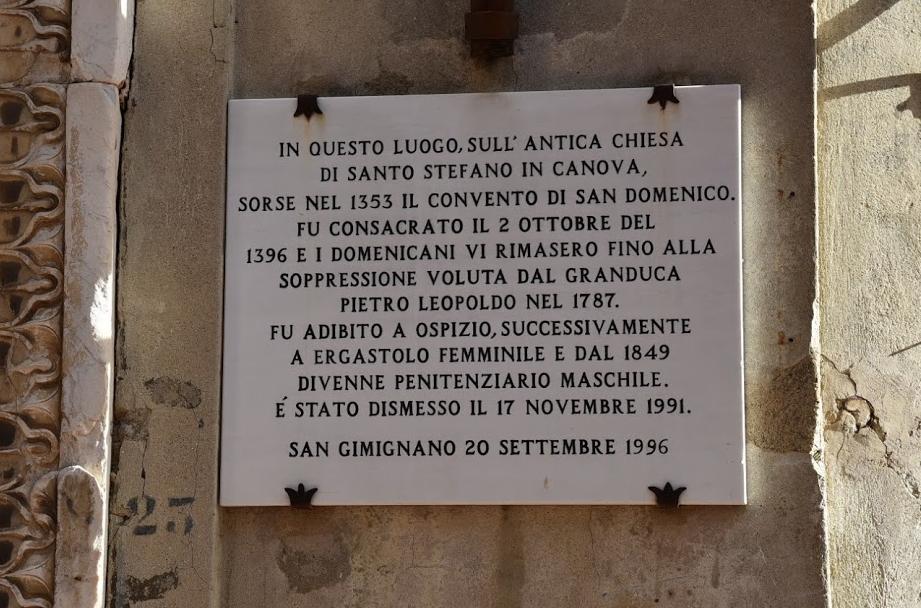 IN QUESTO LUOGO, SULL' ANTICA CHIESA
DI SANTO STEFANO IN CANOVA,
SORSE NEL 1353 IL CONVENTO DI SAN DOMENICO.
FU CONSACRATO IL 2 OTTOBRE DEL
1396 E I DOMENICANI VI RIMASERO FINO ALLA
SOPPRESSIONE VOLUTA DAL GRANDUCA
PIETRO LEOPOLDO NEL 1787.
FU ADIBITO A OSPIZIO, SUCCESSIVAMENTE
A ERGASTOLO FEMMINILE E DAL 1849
DIVENNE PENITENZIARIO MASCHILE.
É STATO DISMESSO IL 17 NOVEMBRE 1991.
SAN GIMIGNANO 20 SETTEMBRE 1996
23